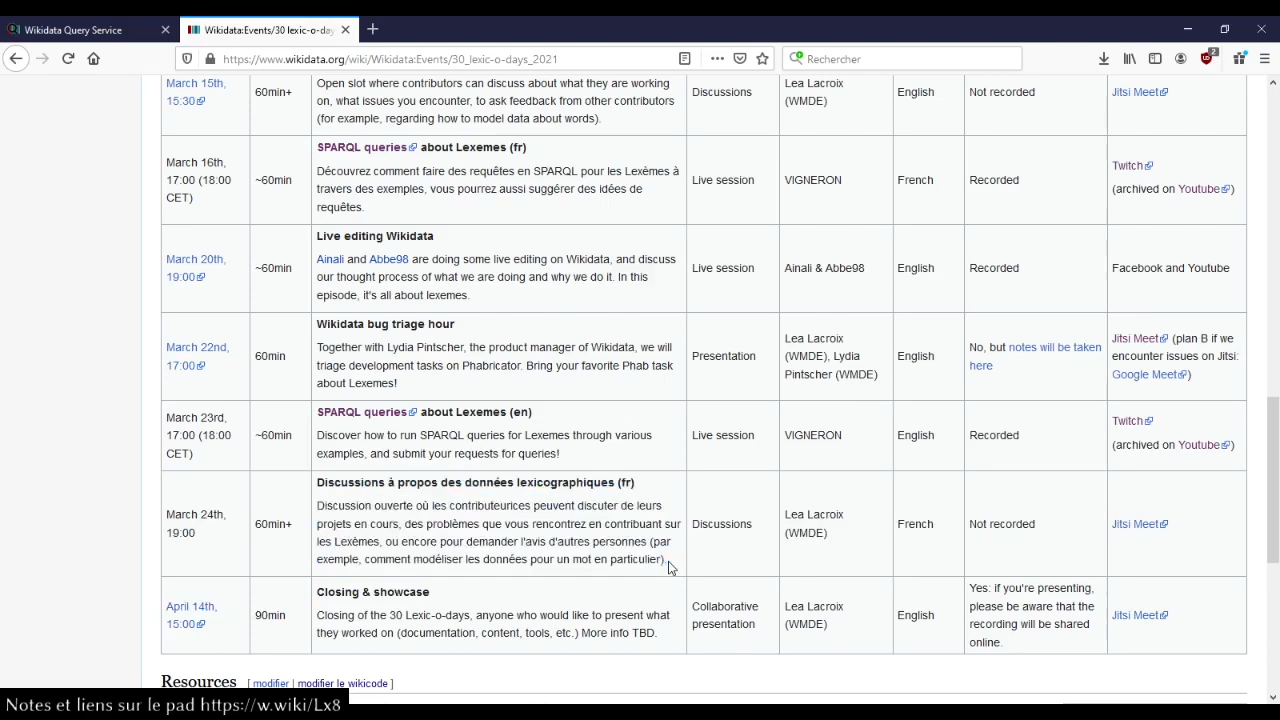 Wikidata Query Service
Wikidata:Events/30 lexic-o-day
https://www.wikidata.org/wiki/Wikidata:Events/30_lexic-o-days_2021
Rechercher
2
March 15th,
15:30
60min+
Open slot where contributors can discuss about what they are working
on, what issues you encounter, to ask feedback from other contributors
(for example, regarding how to model data about words).
Discussions
Lea Lacroix
(WMDE)
English
Not recorded
Jitsi Meet
March 16th,
17:00 (18:00
CET)
~60min
SPARQL queries about Lexemes (fr)
Découvrez comment faire des requêtes en SPARQL pour les Lexèmes à
travers des exemples, vous pourrez aussi suggérer des idées de
requêtes.
Live session
VIGNERON
French
Recorded
Twitch
(archived on Youtube)
March 20th,
19:00
~60min
Live editing Wikidata
Ainali and Abbe98 are doing some live editing on Wikidata, and discuss
our thought process of what we are doing and why we do it. In this
episode, it's all about lexemes.
Live session
Ainali & Abbe98
English
Recorded
Facebook and Youtube
March 22nd,
17:00
60min
Wikidata bug triage hour
Together with Lydia Pintscher, the product manager of Wikidata, we will
triage development tasks on Phabricator. Bring your favorite Phab task
about Lexemes!
Presentation
Lea Lacroix
(WMDE), Lydia
Pintscher (WMDE)
English
No, but notes will be taken
here
Jitsi Meet (plan B if we
encounter issues on Jitsi:
Google Meet)
March 23rd,
17:00 (18:00
CET)
~60min
SPARQL queries about Lexemes (en)
Discover how to run SPARQL queries for Lexemes through various
examples, and submit your requests for queries!
Live session
VIGNERON
English
Recorded
Twitch
(archived on Youtube)
March 24th,
19:00
60min+
Discussions à propos des données lexicographiques (fr)
Discussion ouverte où les contributeurices peuvent discuter de leurs
projets en cours, des problèmes que vous rencontrez en contribuant sur
les Lexèmes, ou encore pour demander l'avis d'autres personnes (par
exemple, comment modéliser les données pour un mot en particulier).
Discussions
Lea Lacroix
(WMDE)
French
Not recorded
Jitsi Meet
April 14th,
15:00
90min
Closing & showcase
Closing of the 30 Lexic-o-days, anyone who would like to present what
they worked on (documentation, content, tools, etc.) More info TBD.
Collaborative
presentation
Lea Lacroix
(WMDE)
English
Yes: if you're presenting,
please be aware that the
recording will be shared
online.
Jitsi Meet
Resources [ modifier | modifier le wikicode ]
Notes et liens sur le pad https://w.wiki/Lx8